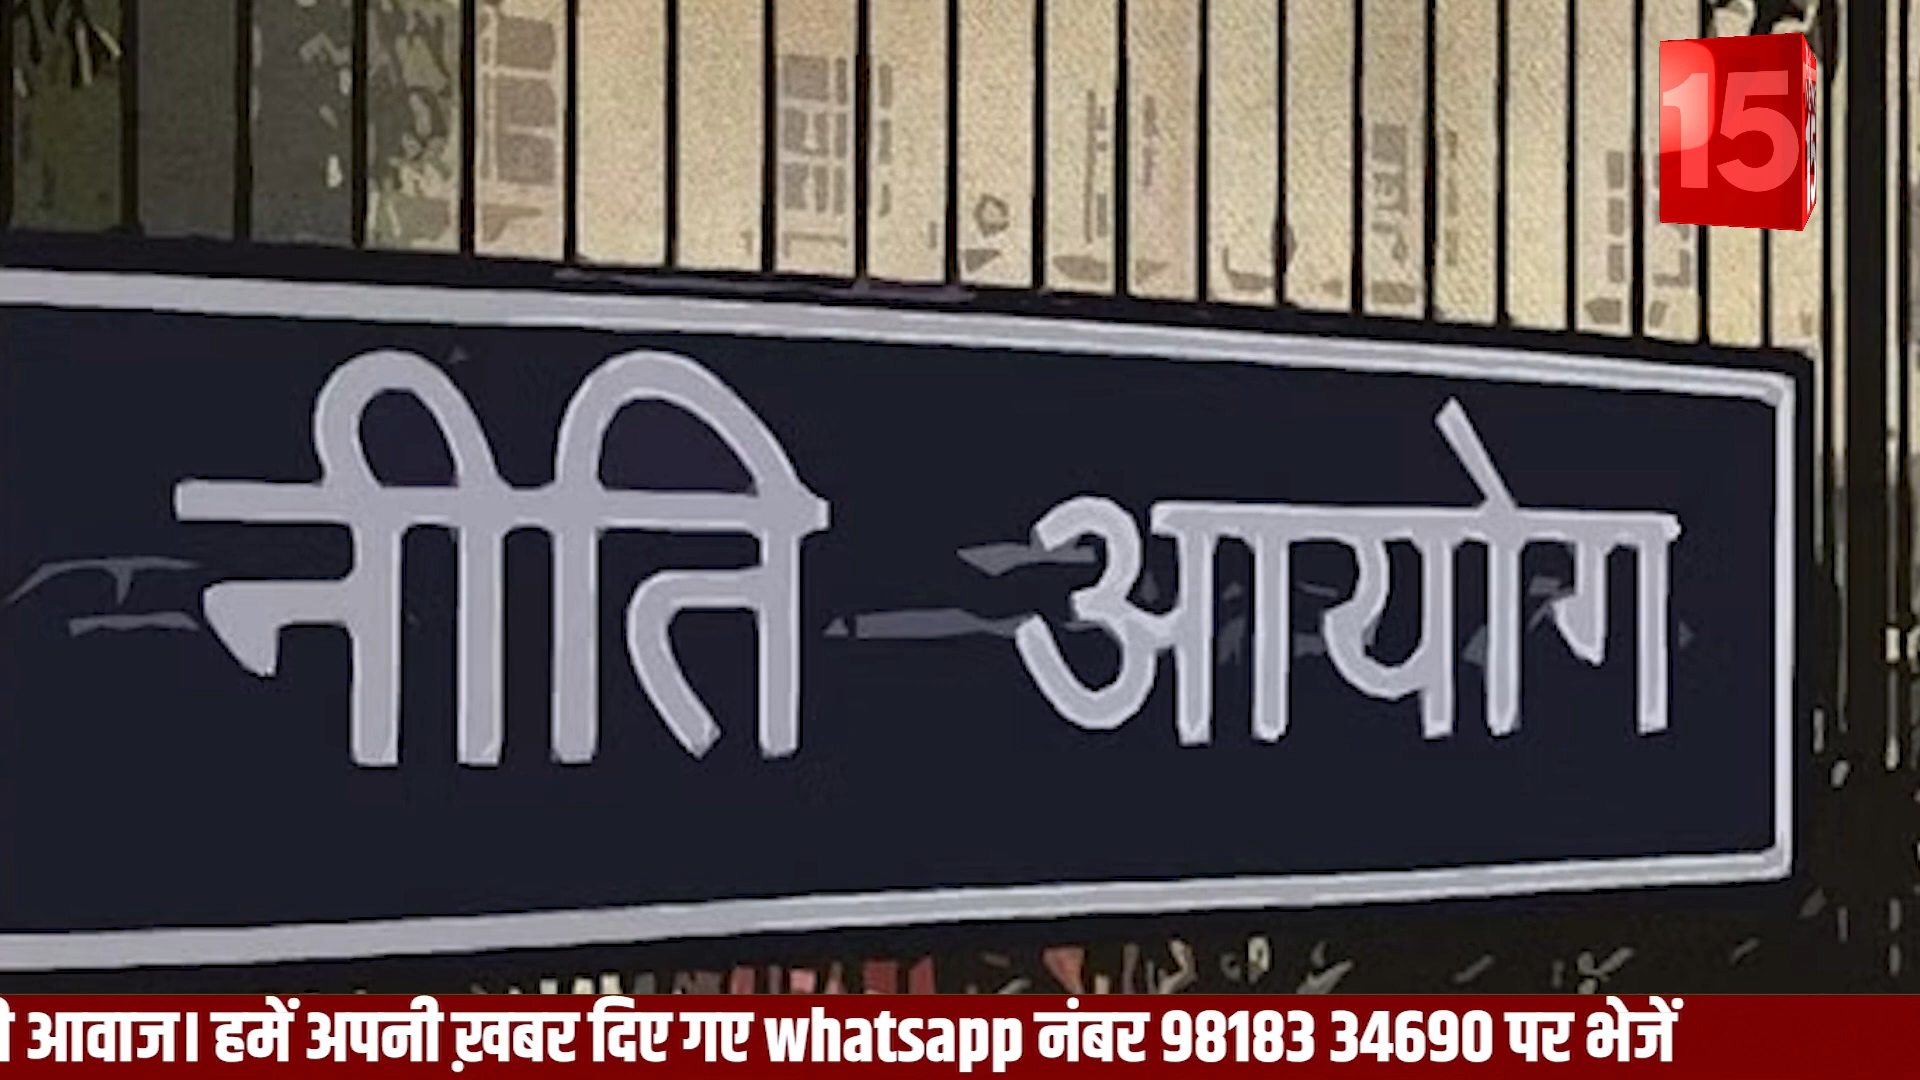 15
नीति आयोग
आवाज। हमें अपनी ख़बर दिए गए whatsapp नंबर 98183 34690 पर भेजें